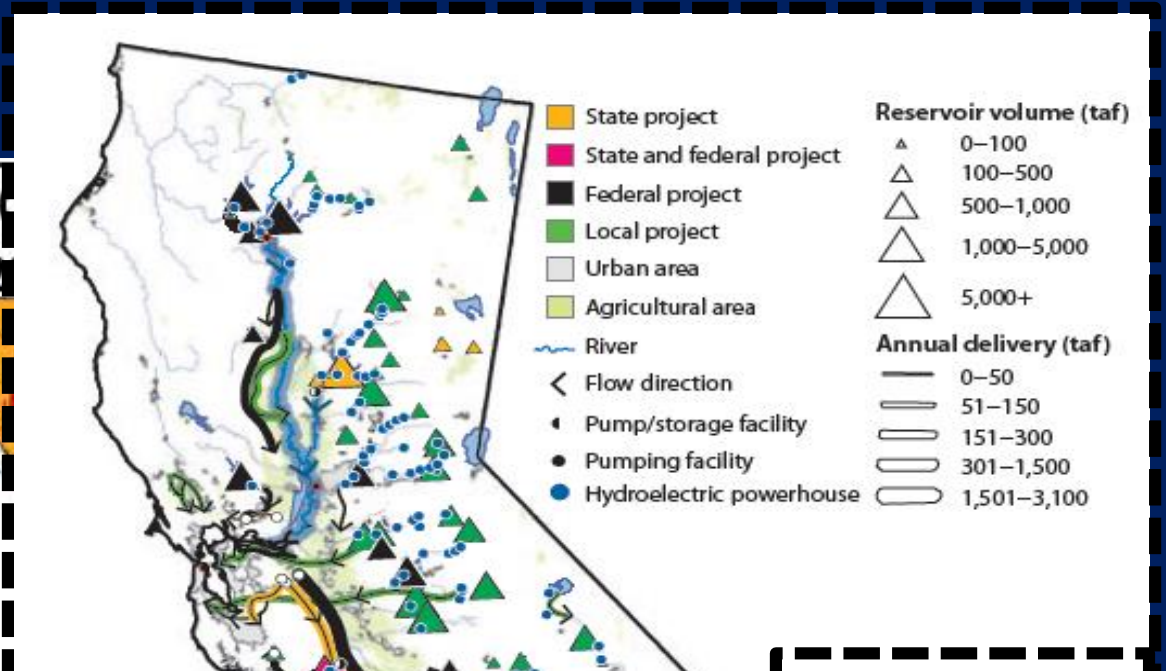 State project
State and federal project
Federal project
Local project
Urban area
Agricultural area
River
Flow direction
Pump/storage facility
Pumping facility
Hydroelectric powerhouse
Reservoir volume (taf)
0–100
100–500
500–1,000
1,000–5,000
5,000+
Annual delivery (taf)
0–50
51–150
151–300
301–1,500
1,501–3,100